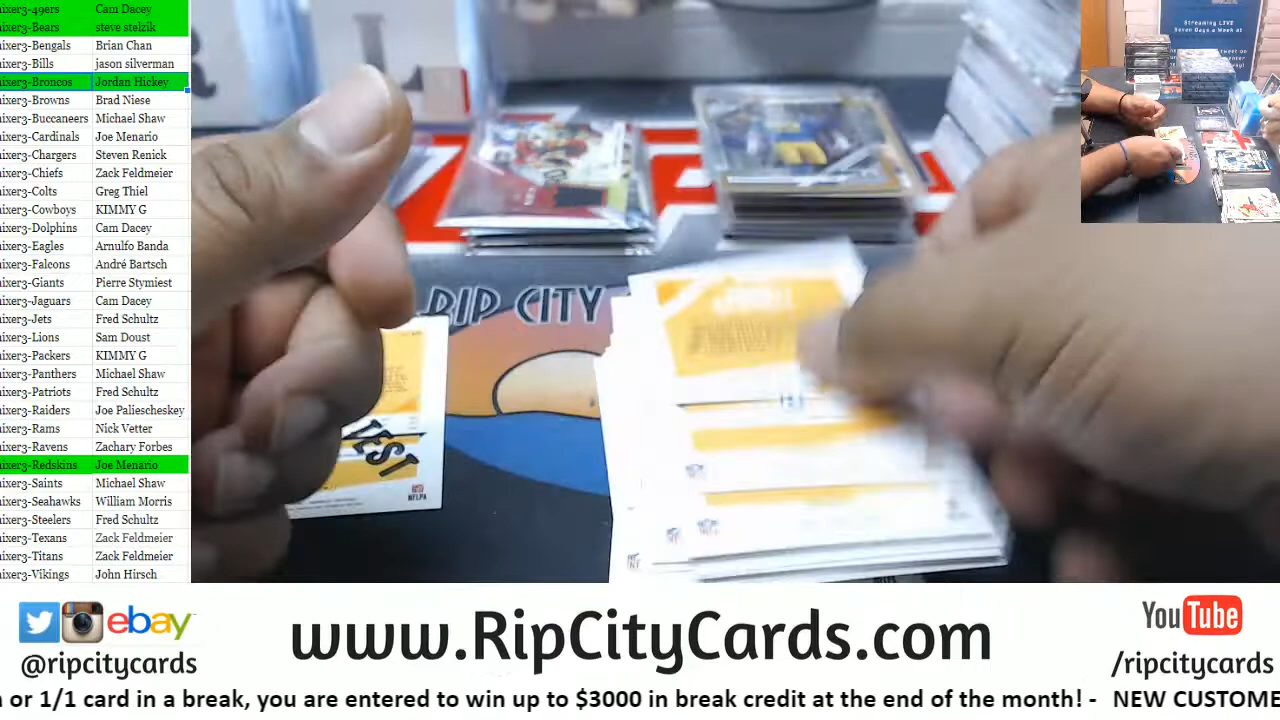 ixer3-49ers Cam Dacey
ixer3-Bears steve stelzik
ixer3-Bengals Brian Chan
ixer3-Bills jason silverman
ixer3-Broncos Jordan Hickey
ixer3-Browns Brad Niese
ixer3-Buccaneers Michael Shaw
ixer3-Cardinals Joe Menario
ixer3-Chargers Steven Renick
ixer3-Chiefs Zack Feldmeier
ixer3-Colts Greg Thiel
ixer3-Cowboys KIMMY G
ixer3-Dolphins Cam Dacey
ixer3-Eagles Arnulfo Banda
ixer3-Falcons André Bartsch
ixer3-Giants Pierre Stymiest
ixer3-Jaguars Cam Dacey
ixer3-Jets Fred Schultz
ixer3-Lions Sam Doust
ixer3-Packers KIMMY G
ixer3-Panthers Michael Shaw
ixer3-Patriots Fred Schultz
ixer3-Raiders Joe Paliescheskey
ixer3-Rams Nick Vetter
ixer3-Ravens Zachary Forbes
ixer3-Redskins Joe Menario
ixer3-Saints Michael Shaw
ixer3-Seahawks William Morris
ixer3-Steelers Fred Schultz
ixer3-Texans Zack Feldmeier
ixer3-Titans Zack Feldmeier
ixer3-Vikings John Hirsch
Streaming LIVE
Seven Days a Week at
RIP CITY
VEST
NFLPA
ebay
@ripcitycards
www.RipCityCards.com
YouTube
/ripcitycards
or 1/1 card in a break, you are entered to win up to $3000 in break credit at the end of the month! - NEW CUSTOME